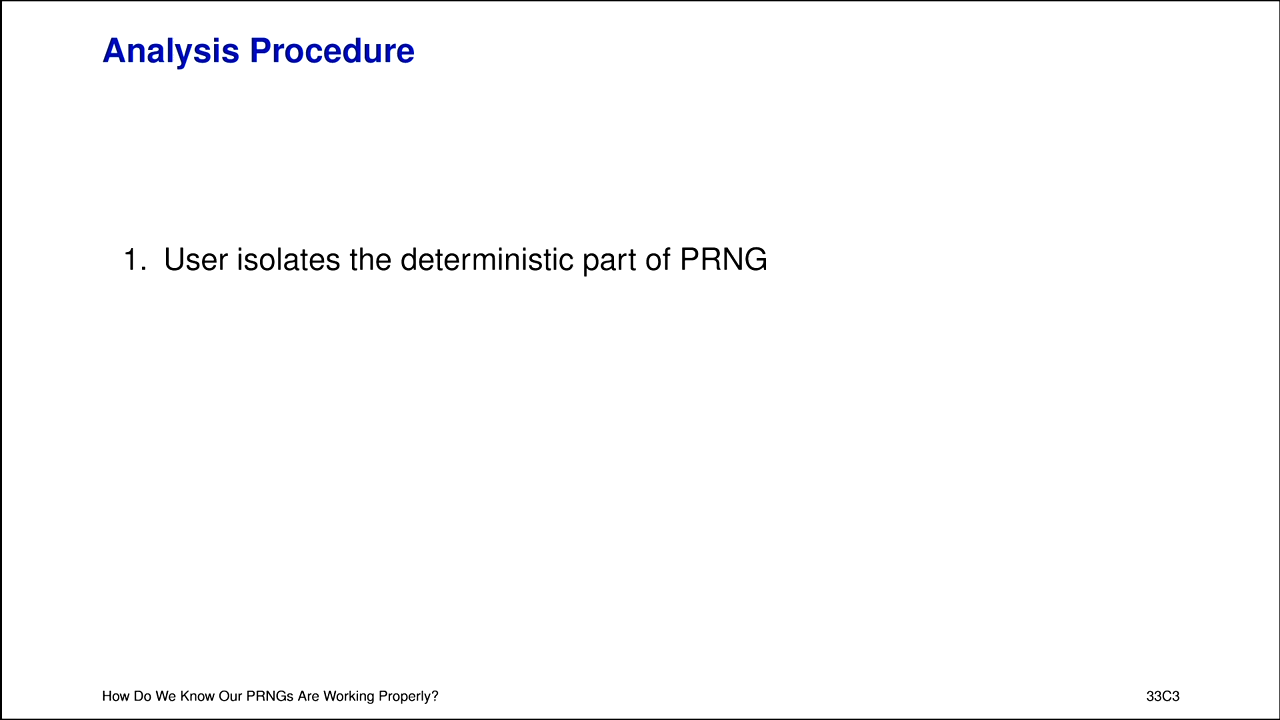 Analysis Procedure
1. User isolates the deterministic part of PRNG
How Do We Know Our PRNGs Are Working Properly?
33C3